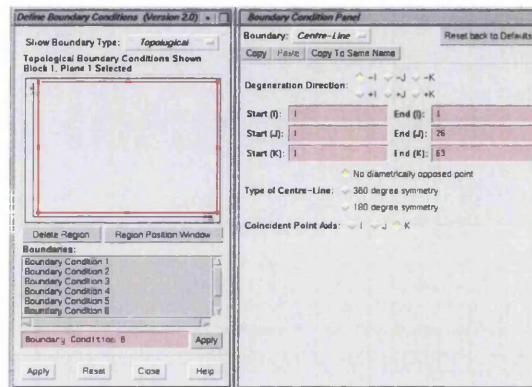 Define Boundary Conditions (Version 2.0)
Show Boundary Type: Topological
Topological Boundary Conditions Shown
Block 1, Plane 1 Selected
Delete Region Region Position Window
Boundaries:
Boundary Condition 1
Boundary Condition 2
Boundary Condition 3
Boundary Condition 4
Boundary Condition 5
Boundary Condition 6
Boundary Condition 6 Apply
Apply Reset Close Help
Boundary Condition Panel
Boundary: Centre-Line Reset back to Defaults
Copy Paste Copy To Same Name
Degeneration Direction: -I -J -K
+I +J +K
Start (I): 1 End (I): 1
Start (J): 1 End (J): 26
Start (K): 1 End (K): 63
No diametrically opposed point
Type of Centre-Line: 360 degree symmetry
180 degree symmetry
Coincident Point Axis: I J K